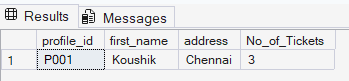 Results Messages
profile_id first_name address No_of_Tickets
1 P001 Koushik Chennai 3